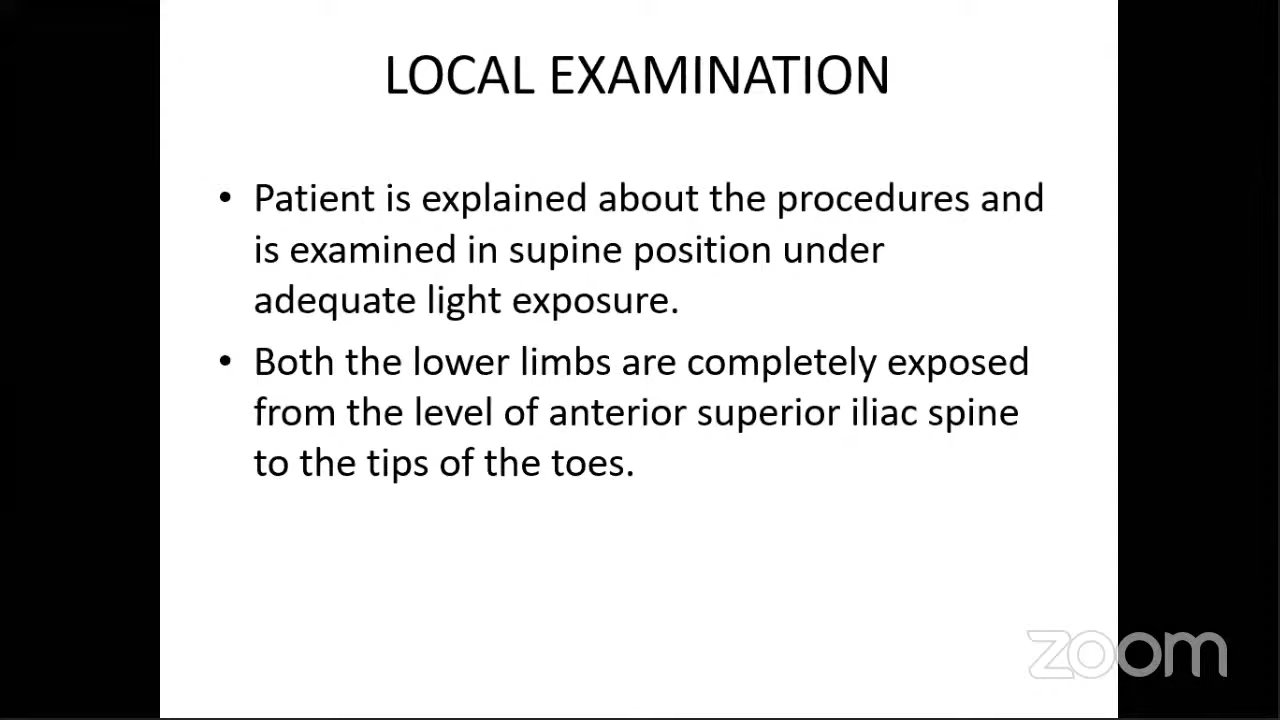 LOCAL EXAMINATION
• Patient is explained about the procedures and
is examined in supine position under
adequate light exposure.
• Both the lower limbs are completely exposed
from the level of anterior superior iliac spine
to the tips of the toes.
zoom